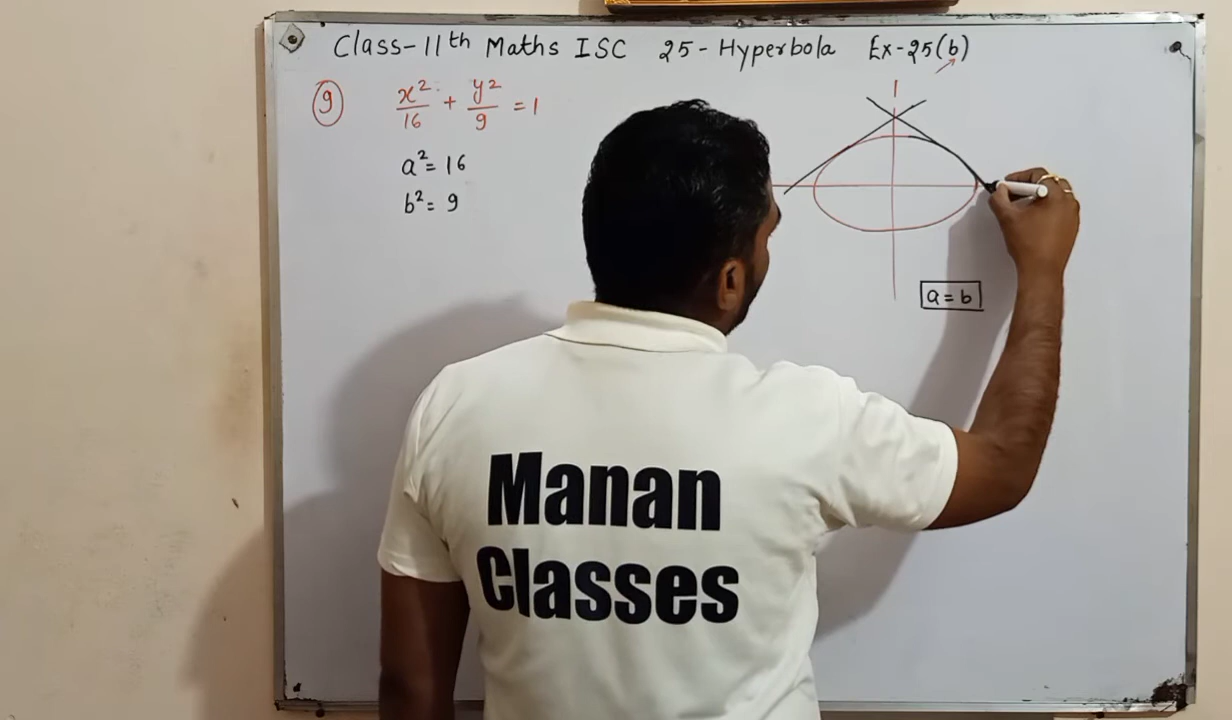 Class-11th Maths ISC 25-Hyperbola Ex-25(b)
9 x²/16 + y²/9 = 1
a² = 16
b² = 9
a = b
Manan
Classes